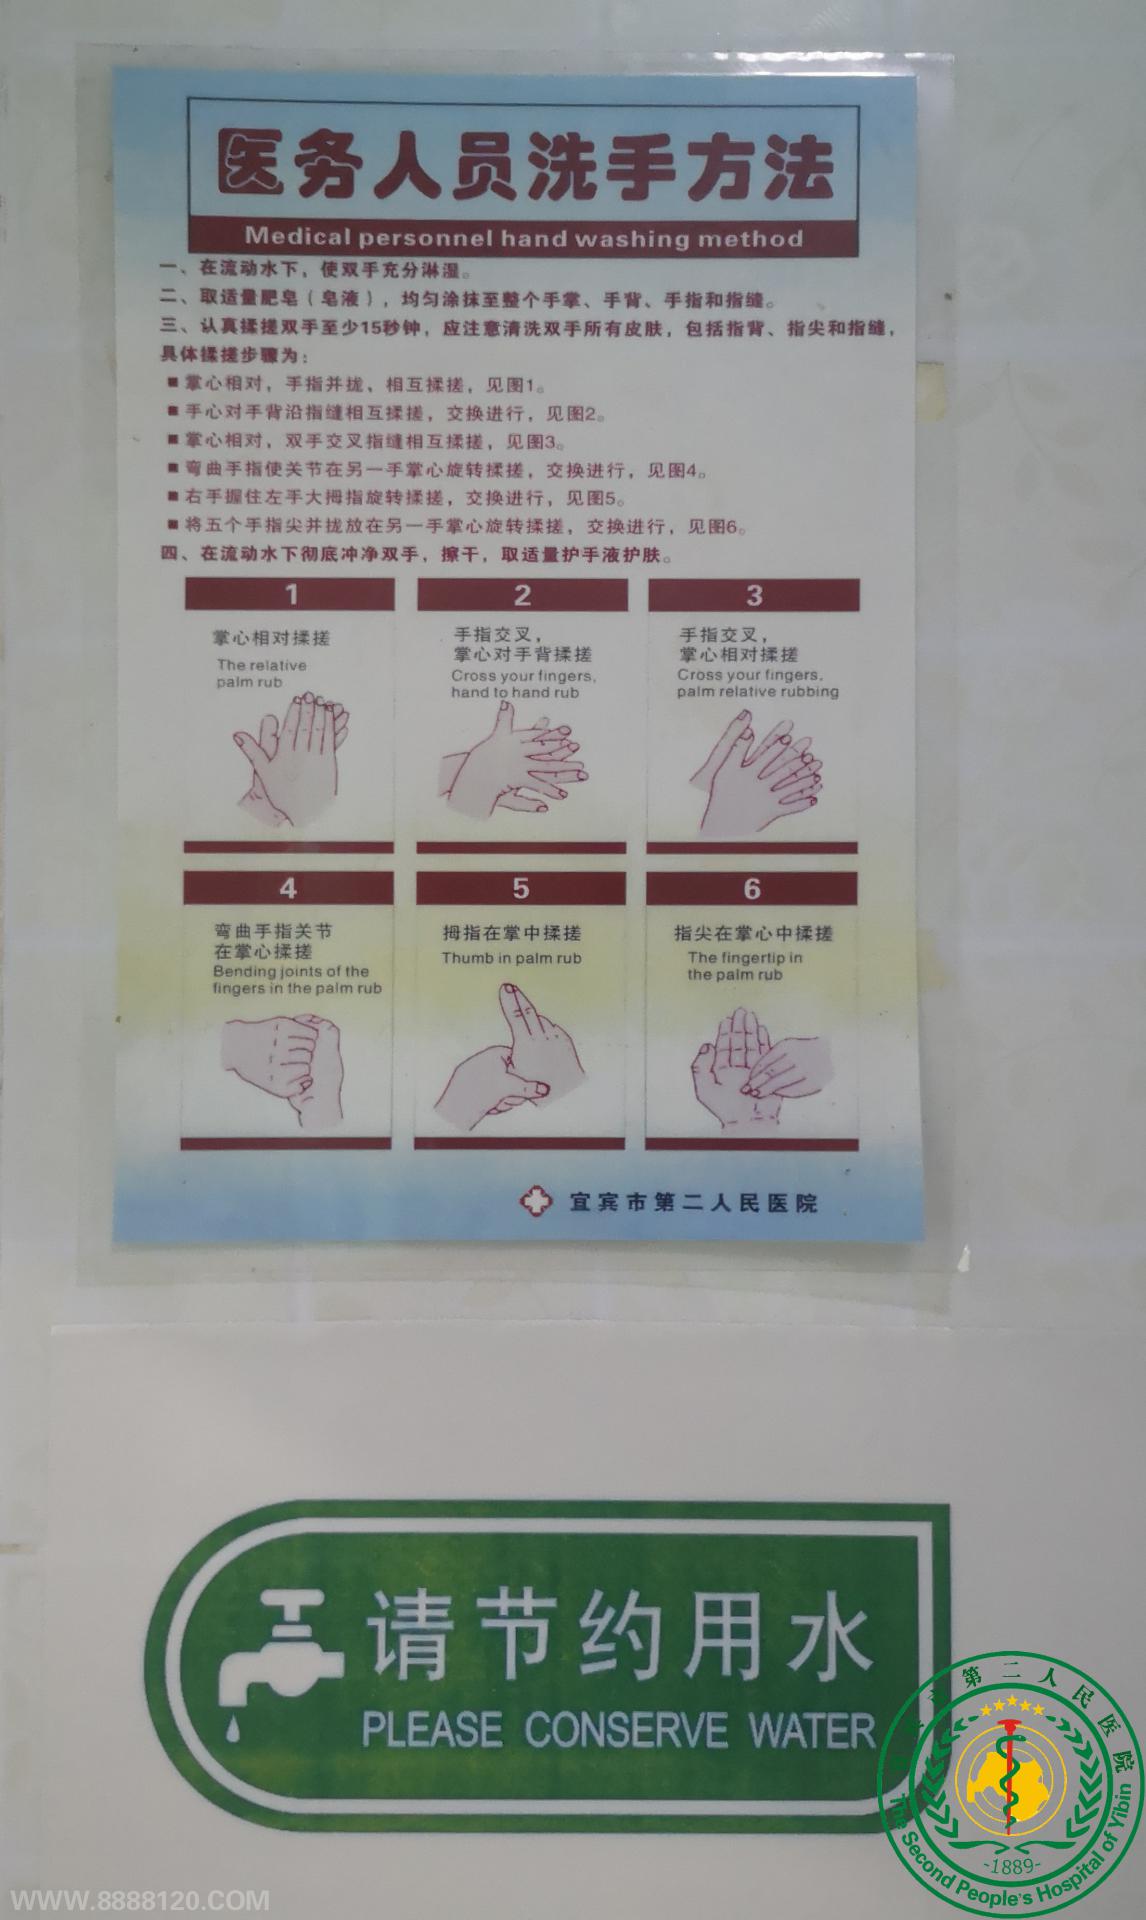 医务人员洗手方法
Medical personnel hand washing method
一、在流动水下，使双手充分淋湿。
二、取适量肥皂（皂液），均匀涂抹至整个手掌、手背、手指和指缝。
三、认真揉搓双手至少15秒钟，应注意清洗双手所有皮肤，包括指背、指尖和指缝，
具体揉搓步骤为：
■掌心相对，手指并拢，相互揉搓，见图1。
■手心对手背沿指缝相互揉搓，交换进行，见图2。
■掌心相对，双手交叉指缝相互揉搓，见图3。
■弯曲手指使关节在另一手掌心旋转揉搓，交换进行，见图4。
■右手握住左手大拇指旋转揉搓，交换进行，见图5。
■将五个手指尖并拢放在另一手掌心旋转揉搓，交换进行，见图6。
四、在流动水下彻底冲净双手，擦干，取适量护手液护肤。
1
掌心相对揉搓
The relative
palm rub
2
手指交叉，
掌心对手背揉搓
Cross your fingers,
hand to hand rub
3
手指交叉，
掌心相对揉搓
Cross your fingers,
palm relative rubbing
4
弯曲手指关节
在掌心揉搓
Bending joints of the
fingers in the palm rub
5
拇指在掌中揉搓
Thumb in palm rub
6
指尖在掌心中揉搓
The fingertip in
the palm rub
宜宾市第二人民医院
请节约用水
PLEASE CONSERVE WATER
市第二人民医院
-1889-
The Second People's Hospital of Yibin
WWW.8888120.COM